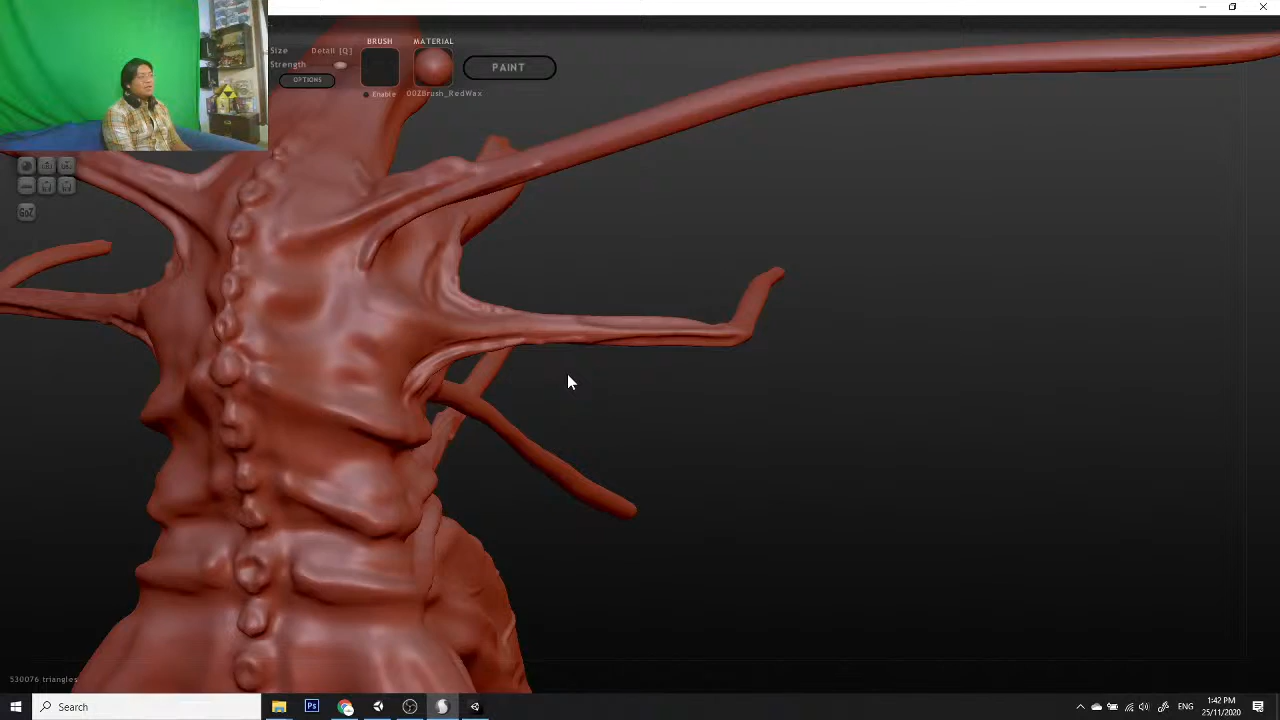 BRUSH MATERIAL
Size Detail [Q]
Strength
PAINT
OPTIONS
Enable 00ZBrush_RedWax
GoZ
530076 triangles
Ps
Search
ENG
1:42 PM
25/11/2020